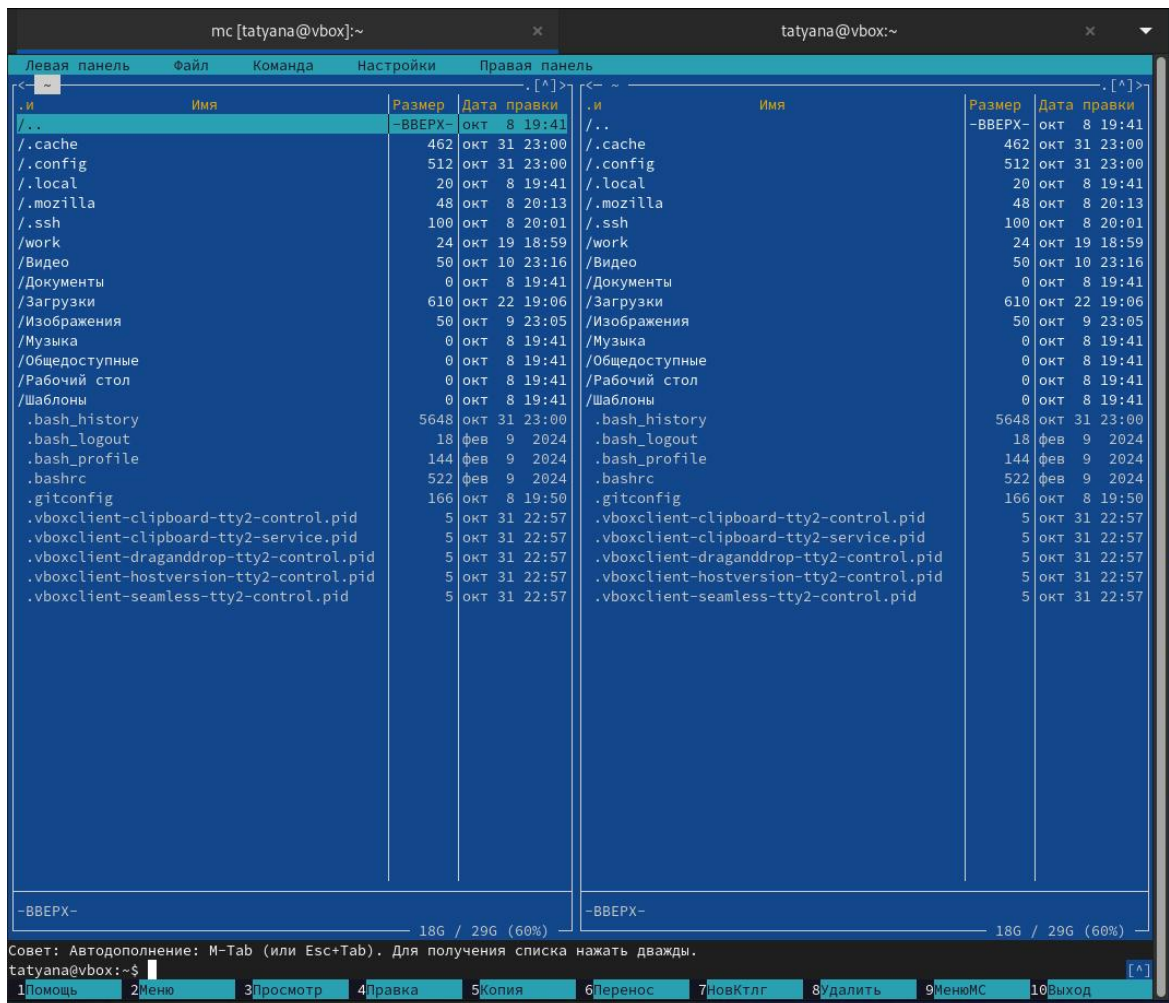 mc [tatyana@vbox]:~ × tatyana@vbox:~ ×
Левая панель Файл Команда Настройки Правая панель
<— ~ .[^]> <— ~ .[^]>
.и Имя Размер Дата правки .и Имя Размер Дата правки
/.. -ВВЕРХ- окт 8 19:41 /.. -ВВЕРХ- окт 8 19:41
/.cache 462 окт 31 23:00 /.cache 462 окт 31 23:00
/.config 512 окт 31 23:00 /.config 512 окт 31 23:00
/.local 20 окт 8 19:41 /.local 20 окт 8 19:41
/.mozilla 48 окт 8 20:13 /.mozilla 48 окт 8 20:13
/.ssh 100 окт 8 20:01 /.ssh 100 окт 8 20:01
/work 24 окт 19 18:59 /work 24 окт 19 18:59
/Видео 50 окт 10 23:16 /Видео 50 окт 10 23:16
/Документы 0 окт 8 19:41 /Документы 0 окт 8 19:41
/Загрузки 610 окт 22 19:06 /Загрузки 610 окт 22 19:06
/Изображения 50 окт 9 23:05 /Изображения 50 окт 9 23:05
/Музыка 0 окт 8 19:41 /Музыка 0 окт 8 19:41
/Общедоступные 0 окт 8 19:41 /Общедоступные 0 окт 8 19:41
/Рабочий стол 0 окт 8 19:41 /Рабочий стол 0 окт 8 19:41
/Шаблоны 0 окт 8 19:41 /Шаблоны 0 окт 8 19:41
.bash_history 5648 окт 31 23:00 .bash_history 5648 окт 31 23:00
.bash_logout 18 фев 9 2024 .bash_logout 18 фев 9 2024
.bash_profile 144 фев 9 2024 .bash_profile 144 фев 9 2024
.bashrc 522 фев 9 2024 .bashrc 522 фев 9 2024
.gitconfig 166 окт 8 19:50 .gitconfig 166 окт 8 19:50
.vboxclient-clipboard-tty2-control.pid 5 окт 31 22:57 .vboxclient-clipboard-tty2-control.pid 5 окт 31 22:57
.vboxclient-clipboard-tty2-service.pid 5 окт 31 22:57 .vboxclient-clipboard-tty2-service.pid 5 окт 31 22:57
.vboxclient-draganddrop-tty2-control.pid 5 окт 31 22:57 .vboxclient-draganddrop-tty2-control.pid 5 окт 31 22:57
.vboxclient-hostversion-tty2-control.pid 5 окт 31 22:57 .vboxclient-hostversion-tty2-control.pid 5 окт 31 22:57
.vboxclient-seamless-tty2-control.pid 5 окт 31 22:57 .vboxclient-seamless-tty2-control.pid 5 окт 31 22:57
-ВВЕРХ- -ВВЕРХ-
18G / 29G (60%) 18G / 29G (60%)
Совет: Автодополнение: M-Tab (или Esc+Tab). Для получения списка нажать дважды.
tatyana@vbox:~$ [^]
1Помощь 2Меню 3Просмотр 4Правка 5Копия 6Перенос 7НовКтлг 8Удалить 9МенюMC 10Выход